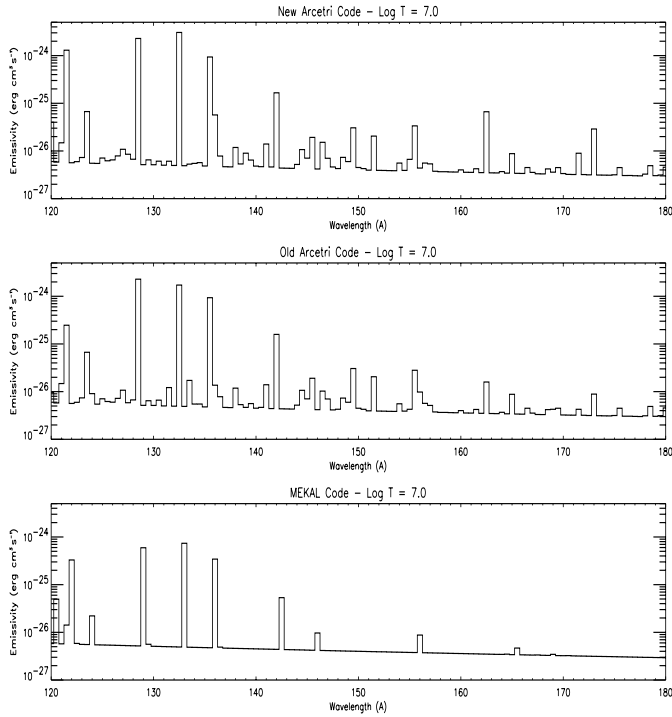 New Arcetri Code – Log T = 7.0
Emissivity (erg cm³ s⁻¹)
10⁻²⁴
10⁻²⁵
10⁻²⁶
10⁻²⁷
120 130 140 150 160 170 180
Wavelength (A)
Old Arcetri Code – Log T = 7.0
Emissivity (erg cm³ s⁻¹)
10⁻²⁴
10⁻²⁵
10⁻²⁶
10⁻²⁷
120 130 140 150 160 170 180
Wavelength (A)
MEKAL Code – Log T = 7.0
Emissivity (erg cm³ s⁻¹)
10⁻²⁴
10⁻²⁵
10⁻²⁶
10⁻²⁷
120 130 140 150 160 170 180
Wavelength (A)